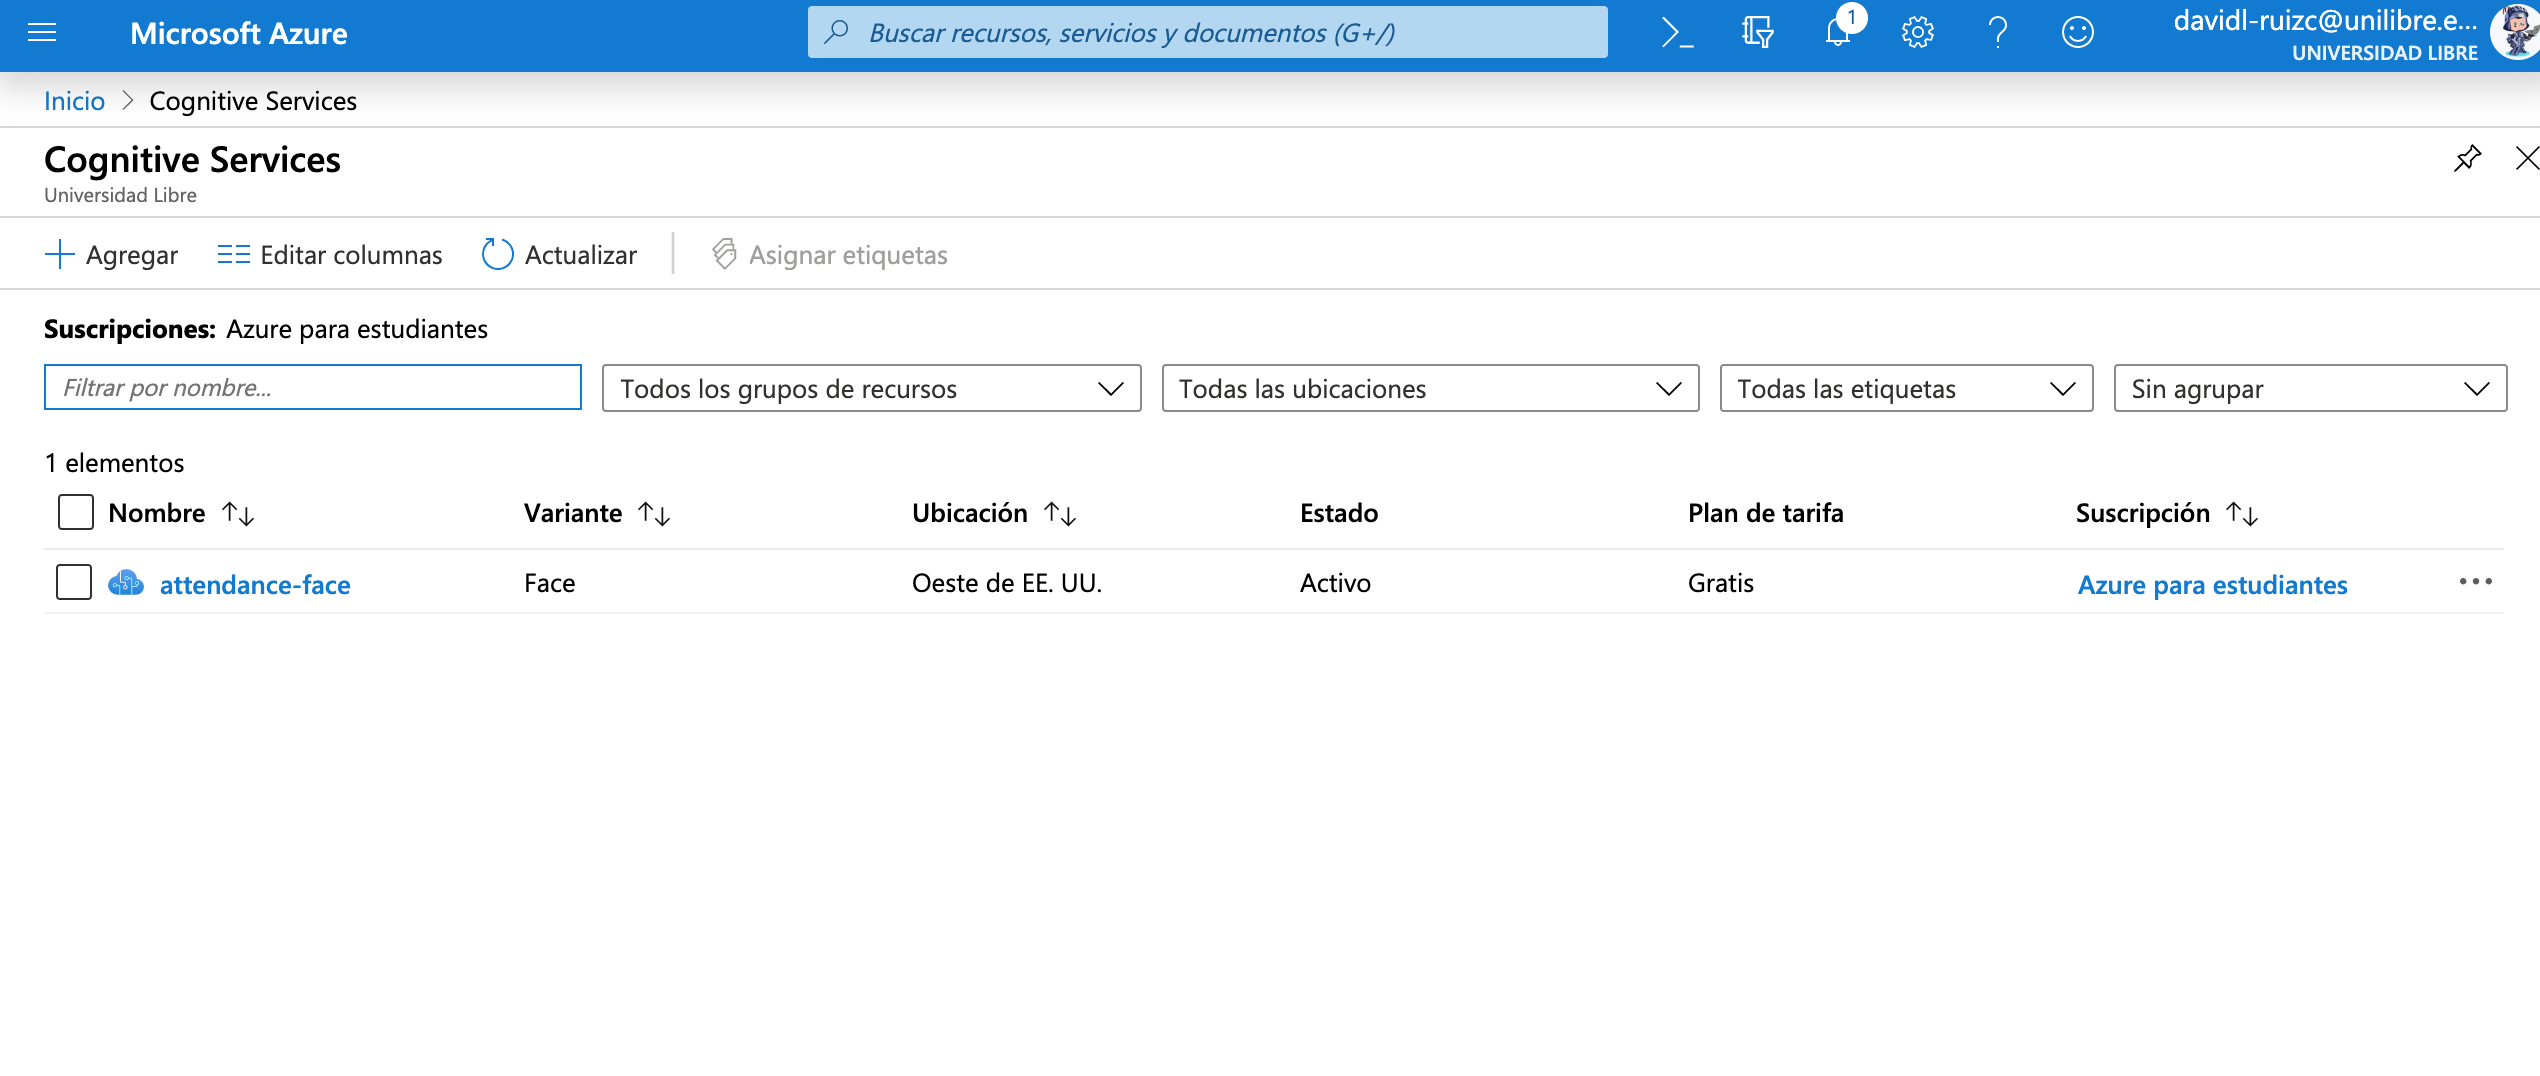 Microsoft Azure
Buscar recursos, servicios y documentos (G+/)
1
davidl-ruizc@unilibre.e...
UNIVERSIDAD LIBRE
Inicio > Cognitive Services
Cognitive Services
Universidad Libre
Agregar Editar columnas Actualizar Asignar etiquetas
Suscripciones: Azure para estudiantes
Filtrar por nombre... Todos los grupos de recursos Todas las ubicaciones Todas las etiquetas Sin agrupar
1 elementos
Nombre Variante Ubicación Estado Plan de tarifa Suscripción
attendance-face Face Oeste de EE. UU. Activo Gratis Azure para estudiantes